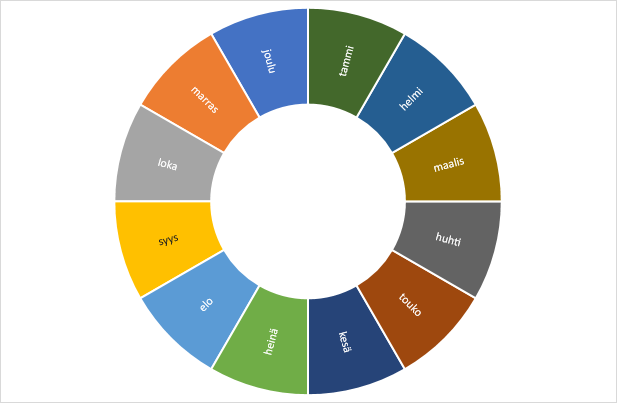 tammi
helmi
maalis
huhti
touko
kesä
heinä
elo
syys
loka
marras
joulu